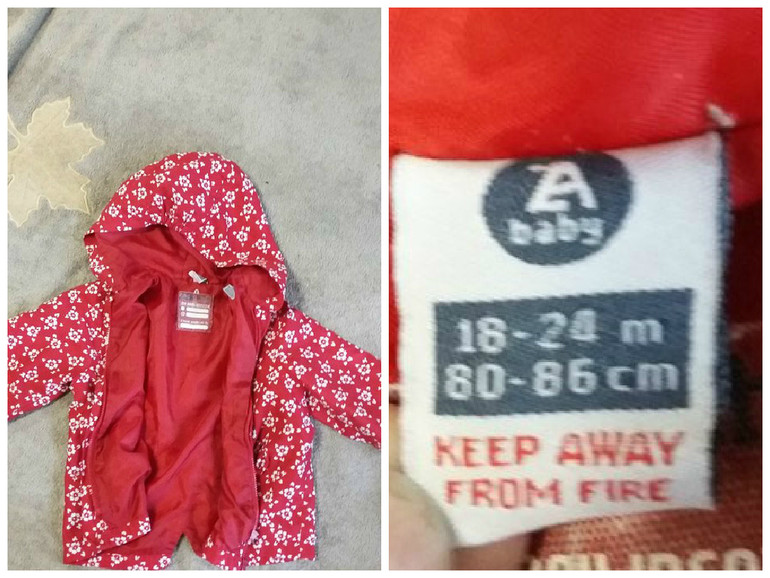 ZA
baby
18-24 m
80-86 cm
KEEP AWAY
FROM FIRE